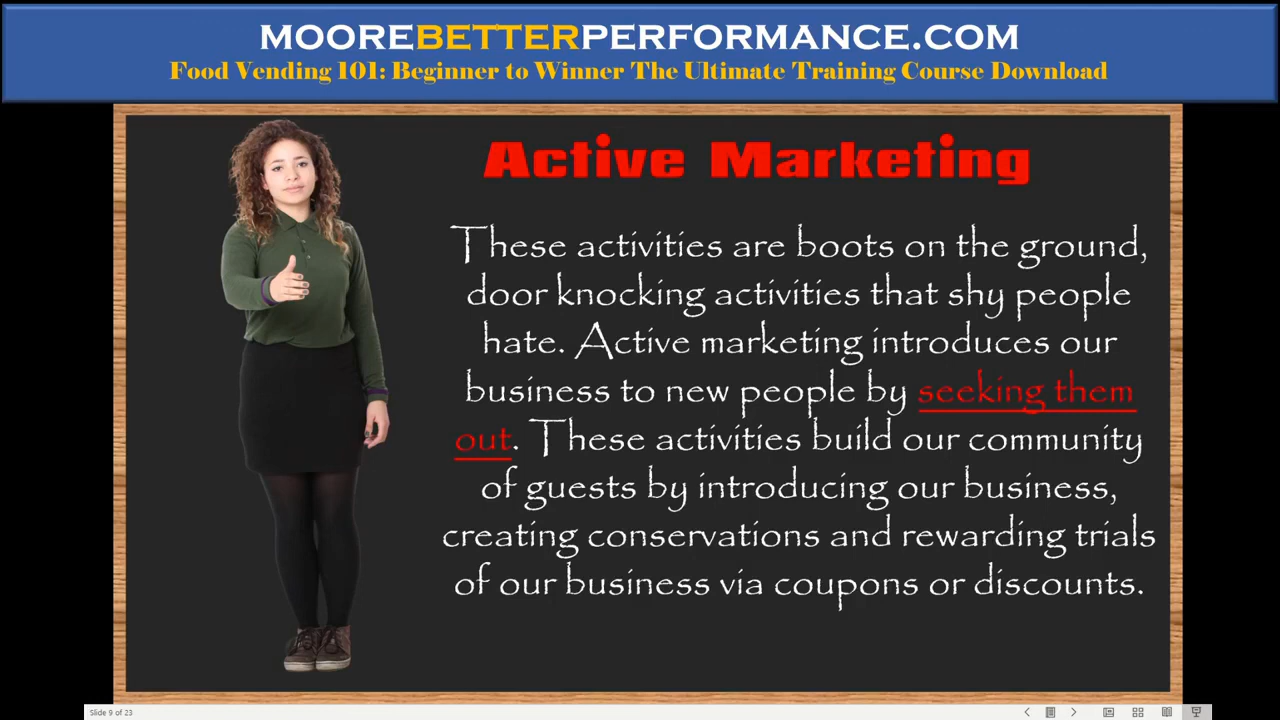 MOOREBETTERPERFORMANCE.COM
Food Vending 101: Beginner to Winner The Ultimate Training Course Download
Active Marketing
These activities are boots on the ground,
door knocking activities that shy people
hate. Active marketing introduces our
business to new people by seeking them
out. These activities build our community
of guests by introducing our business,
creating conservations and rewarding trials
of our business via coupons or discounts.
Slide 9 of 23